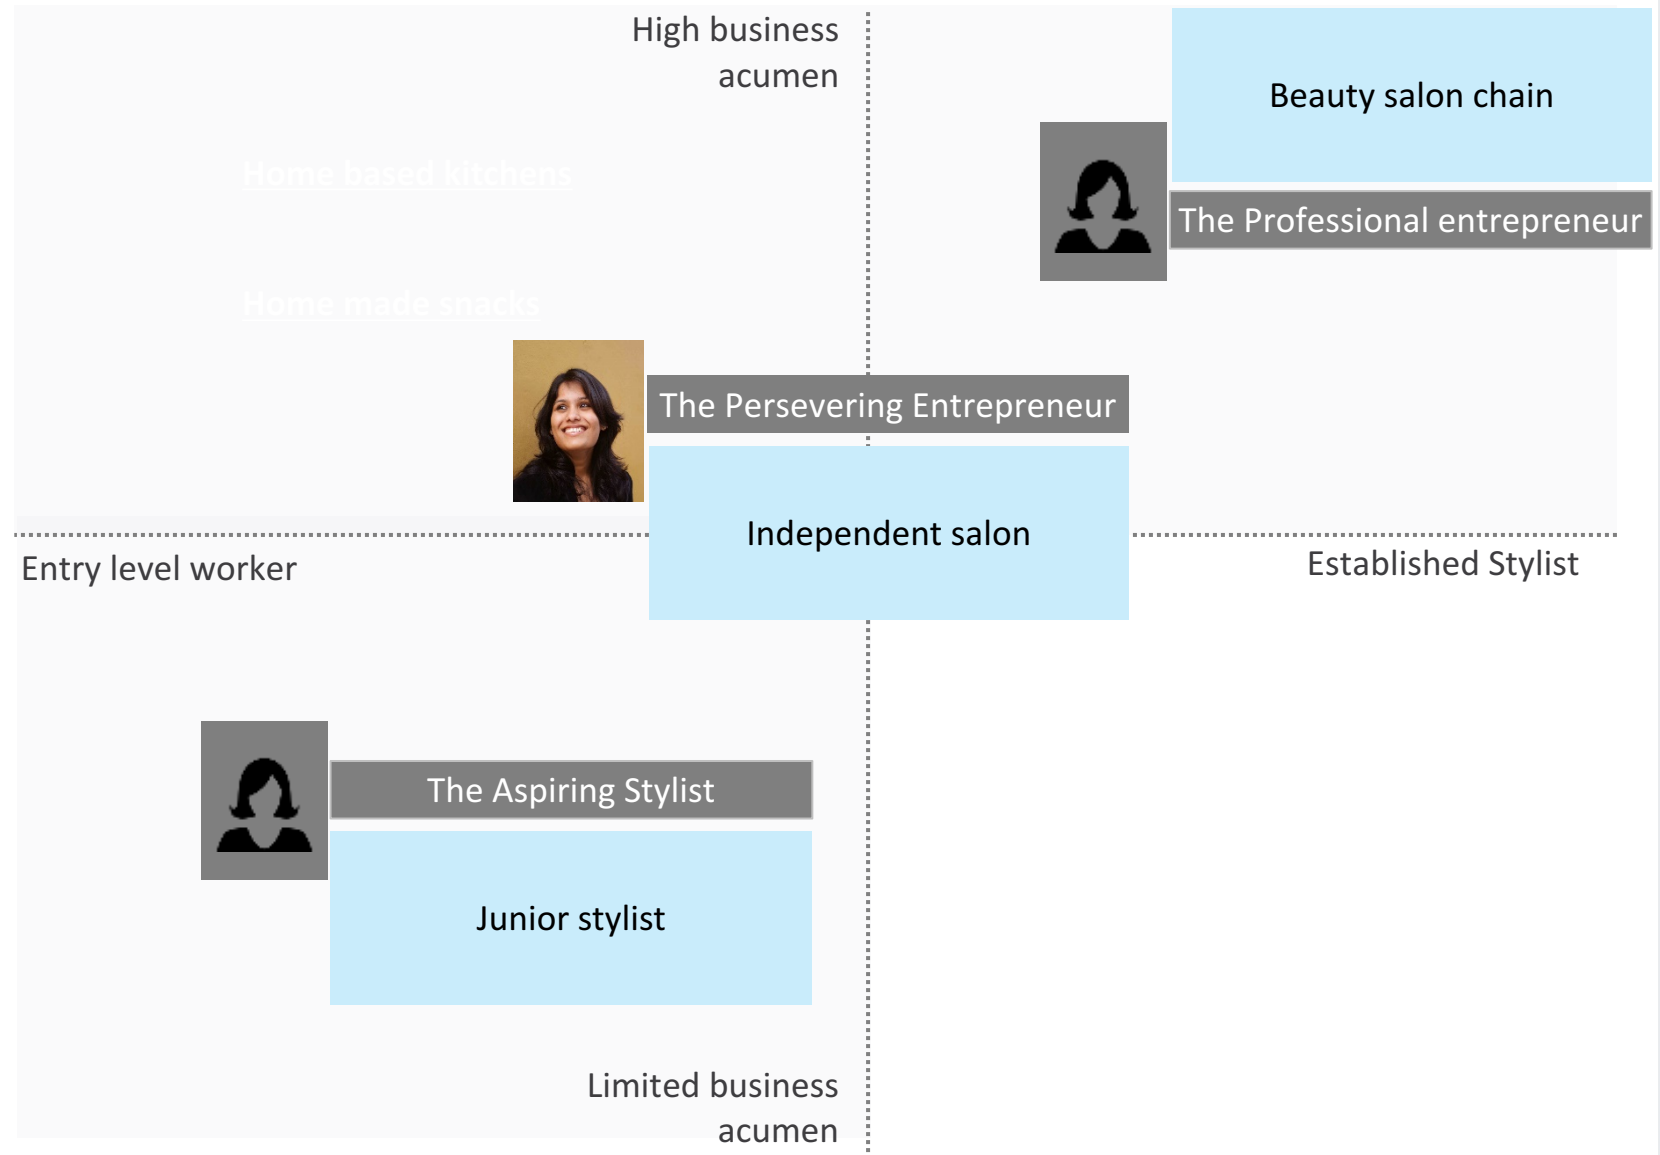 High business
acumen
Beauty salon chain
Home based kitchens
The Professional entrepreneur
Home made snacks
The Persevering Entrepreneur
Independent salon
Entry level worker
Established Stylist
The Aspiring Stylist
Junior stylist
Limited business
acumen